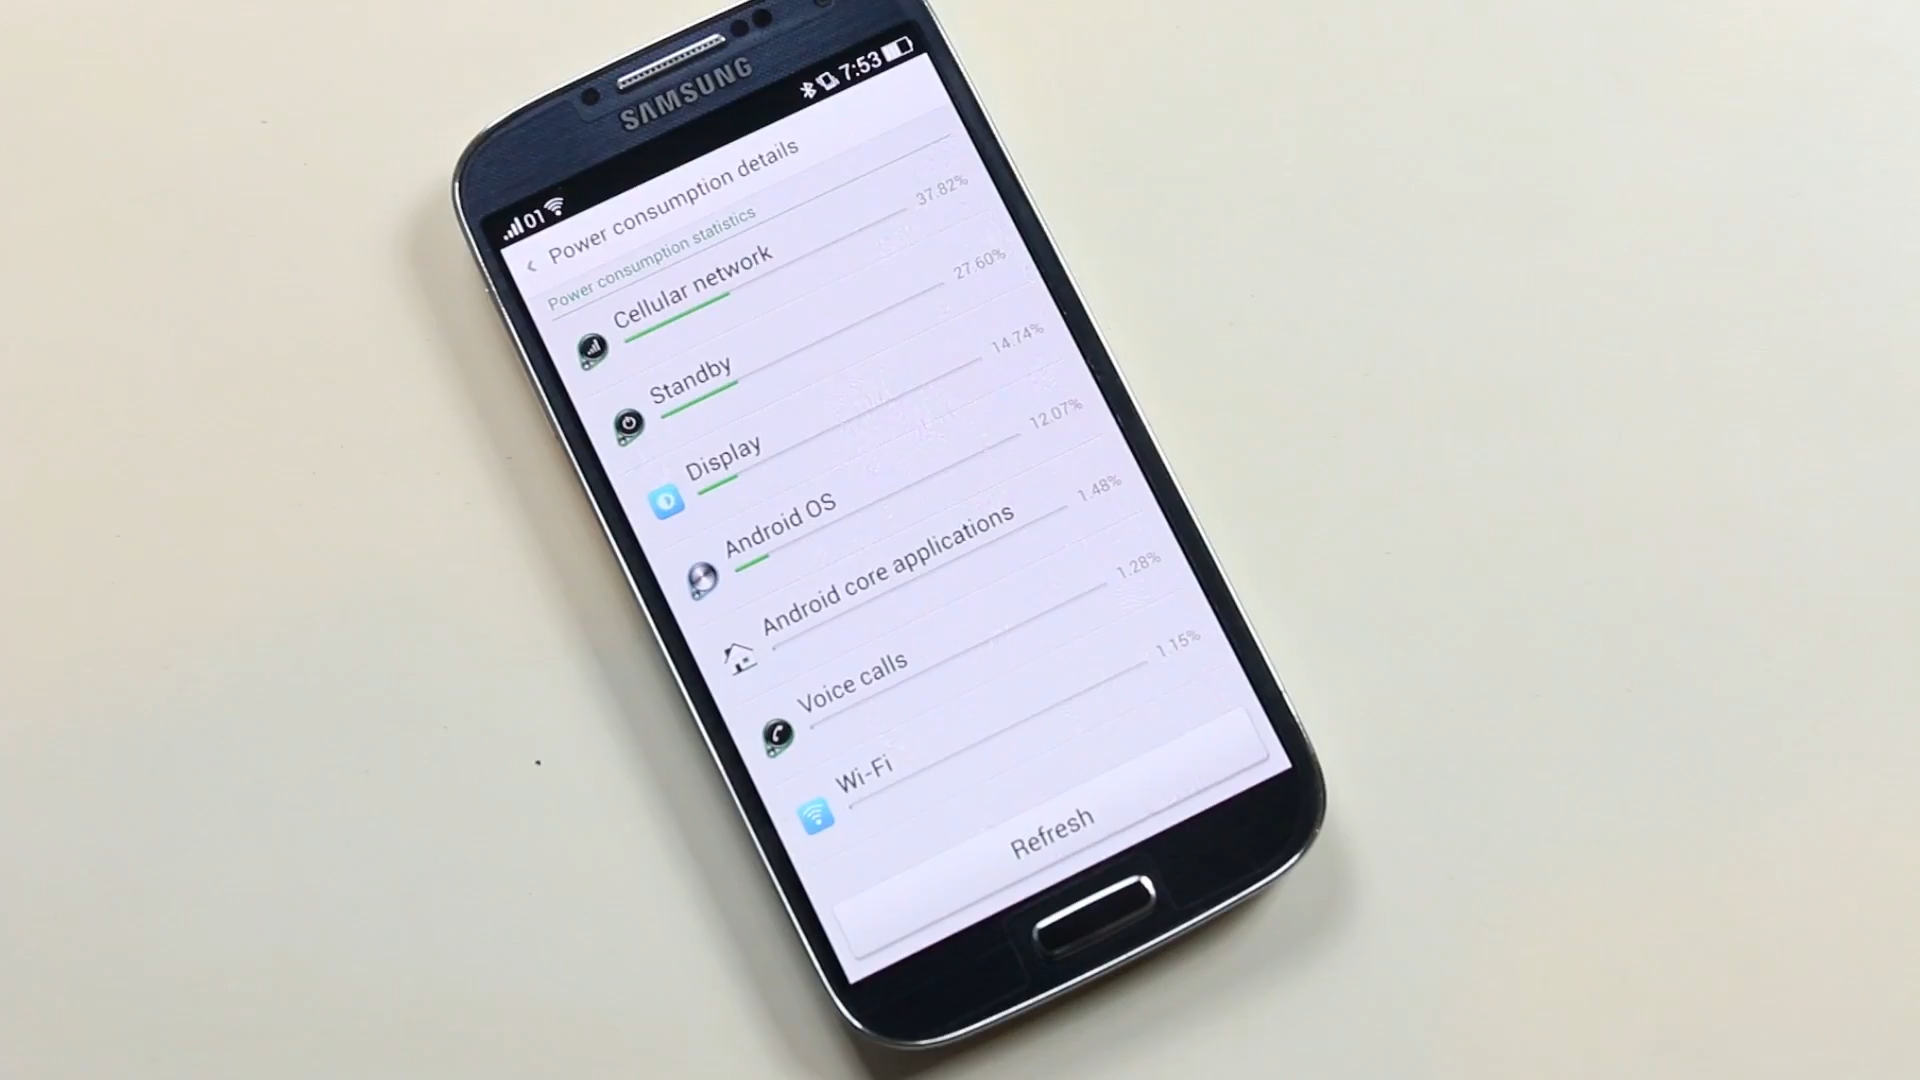 SAMSUNG
01 7:53
Power consumption details
Power consumption statistics
Cellular network 37.82%
Standby 27.60%
Display 14.74%
Android OS 12.07%
Android core applications 1.48%
Voice calls 1.28%
Wi-Fi 1.15%
Refresh